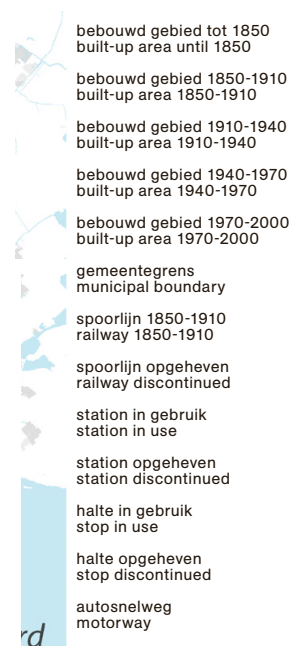 bebouwd gebied tot 1850
built-up area until 1850
bebouwd gebied 1850-1910
built-up area 1850-1910
bebouwd gebied 1910-1940
built-up area 1910-1940
bebouwd gebied 1940-1970
built-up area 1940-1970
bebouwd gebied 1970-2000
built-up area 1970-2000
gemeentegrens
municipal boundary
spoorlijn 1850-1910
railway 1850-1910
spoorlijn opgeheven
railway discontinued
station in gebruik
station in use
station opgeheven
station discontinued
halte in gebruik
stop in use
halte opgeheven
stop discontinued
autosnelweg
motorway
rd